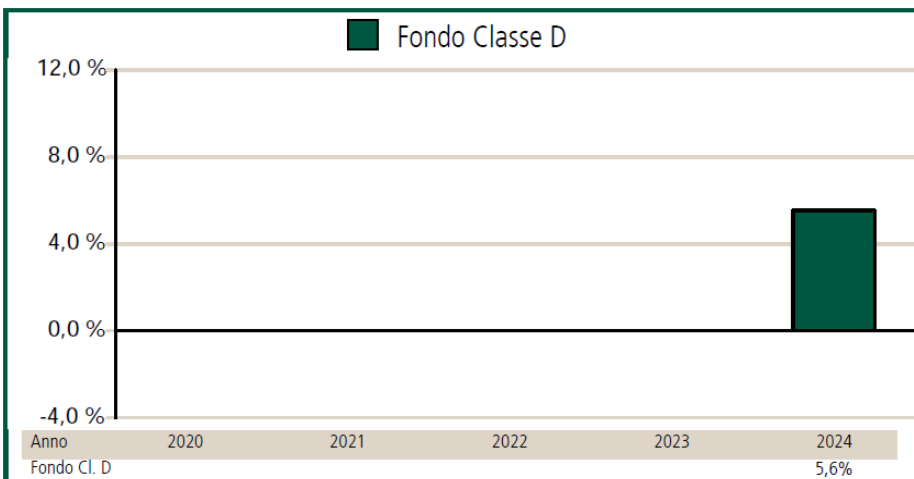 Fondo Classe D
12,0 %
8,0 %
4,0 %
0,0 %
-4,0 %
Anno 2020 2021 2022 2023 2024
Fondo Cl. D 5,6%